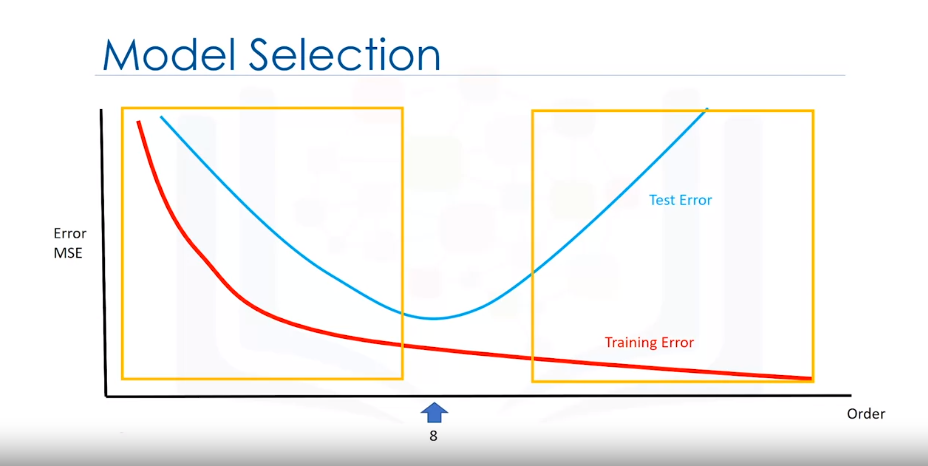 Model Selection
Test Error
Error
MSE
Training Error
Order
8